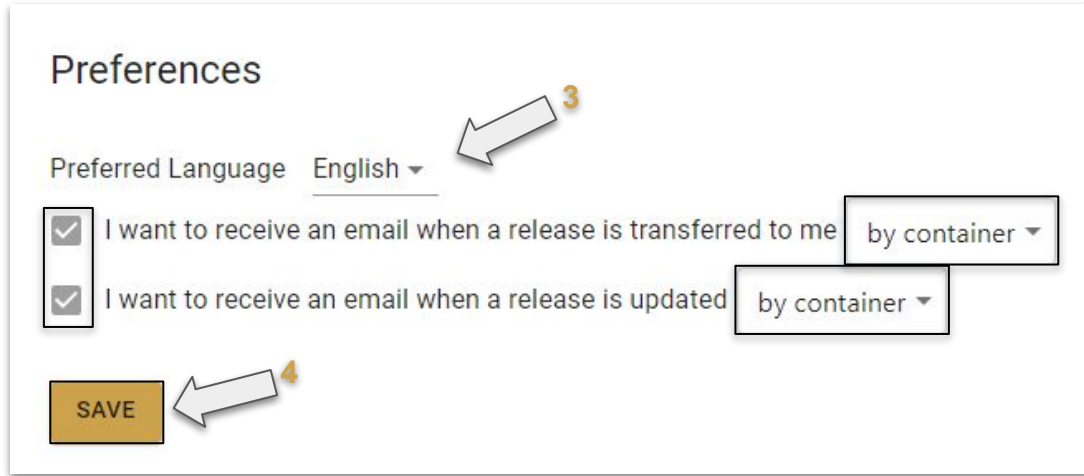 Preferences
3
Preferred Language English
I want to receive an email when a release is transferred to me by container
I want to receive an email when a release is updated by container
4
SAVE